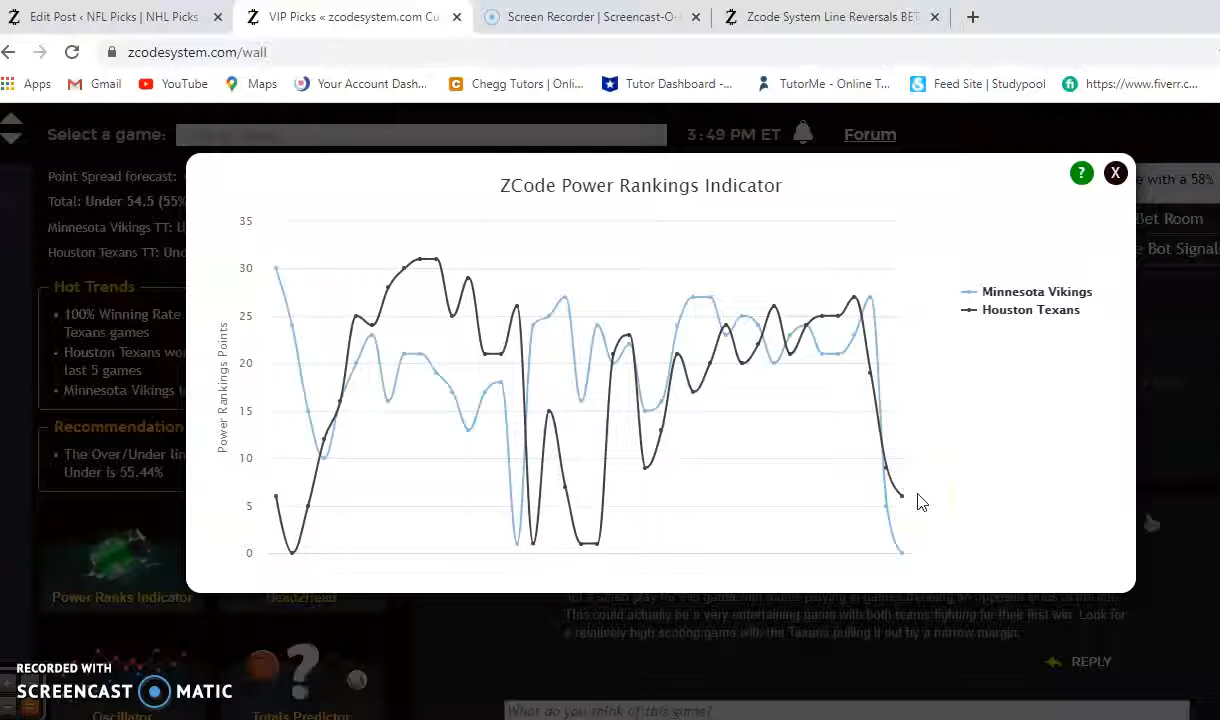 Edit Post ‹ NFL Picks | NHL Picks
VIP Picks « zcodesystem.com Cu
Screen Recorder | Screencast-O-
Zcode System Line Reversals BET
zcodesystem.com/wall
Apps
Gmail
YouTube
Maps
Your Account Dash...
Chegg Tutors | Onli...
Tutor Dashboard -...
TutorMe - Online T...
Feed Site | Studypool
https://www.fiverr.c...
Select a game:
3:49 PM ET
Forum
Point Spread forecast:
Total: Under 54.5 (55%
Minnesota Vikings TT: U
Houston Texans TT: Und
Hot Trends
100% Winning Rate
Texans games
Houston Texans wo
last 5 games
Minnesota Vikings
Recommendation
The Over/Under lin
Under is 55.44%
ZCode Power Rankings Indicator
?
X
Power Rankings Points
35
30
25
20
15
10
5
0
Minnesota Vikings
Houston Texans
e with a 58%
Bet Room
e Bot Signals
Power Ranks Indicator
Head2Head
This could actually be a very entertaining game with both teams fighting for their first win. Look for
a relatively high scoring game with the Texans pulling it out by a narrow margin.
REPLY
RECORDED WITH
SCREENCAST MATIC
Oscillator
Totals Predictor
What do you think of this game?